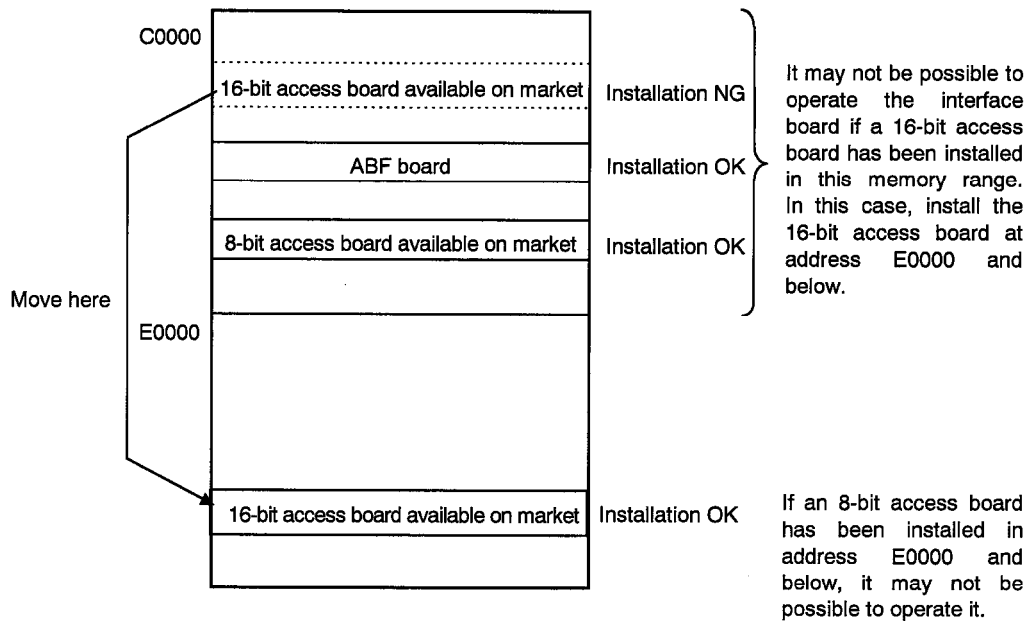 C0000
16-bit access board available on market
Installation NG
ABF board
Installation OK
8-bit access board available on market
Installation OK
It may not be possible to
operate the interface
board if a 16-bit access
board has been installed
in this memory range.
In this case, install the
16-bit access board at
address E0000 and
below.
Move here
E0000
16-bit access board available on market
Installation OK
If an 8-bit access board
has been installed in
address E0000 and
below, it may not be
possible to operate it.